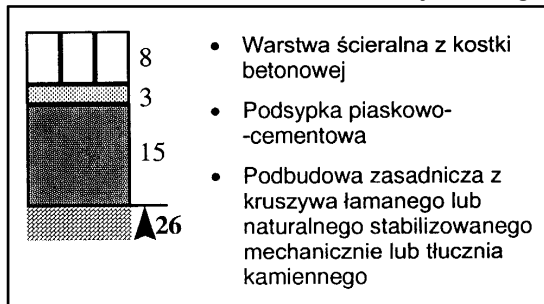 8
3
15
26
• Warstwa ścieralna z kostki
betonowej
• Podsypka piaskowo-
-cementowa
• Podbudowa zasadnicza z
kruszywa łamanego lub
naturalnego stabilizowanego
mechanicznie lub tłucznia
kamiennego